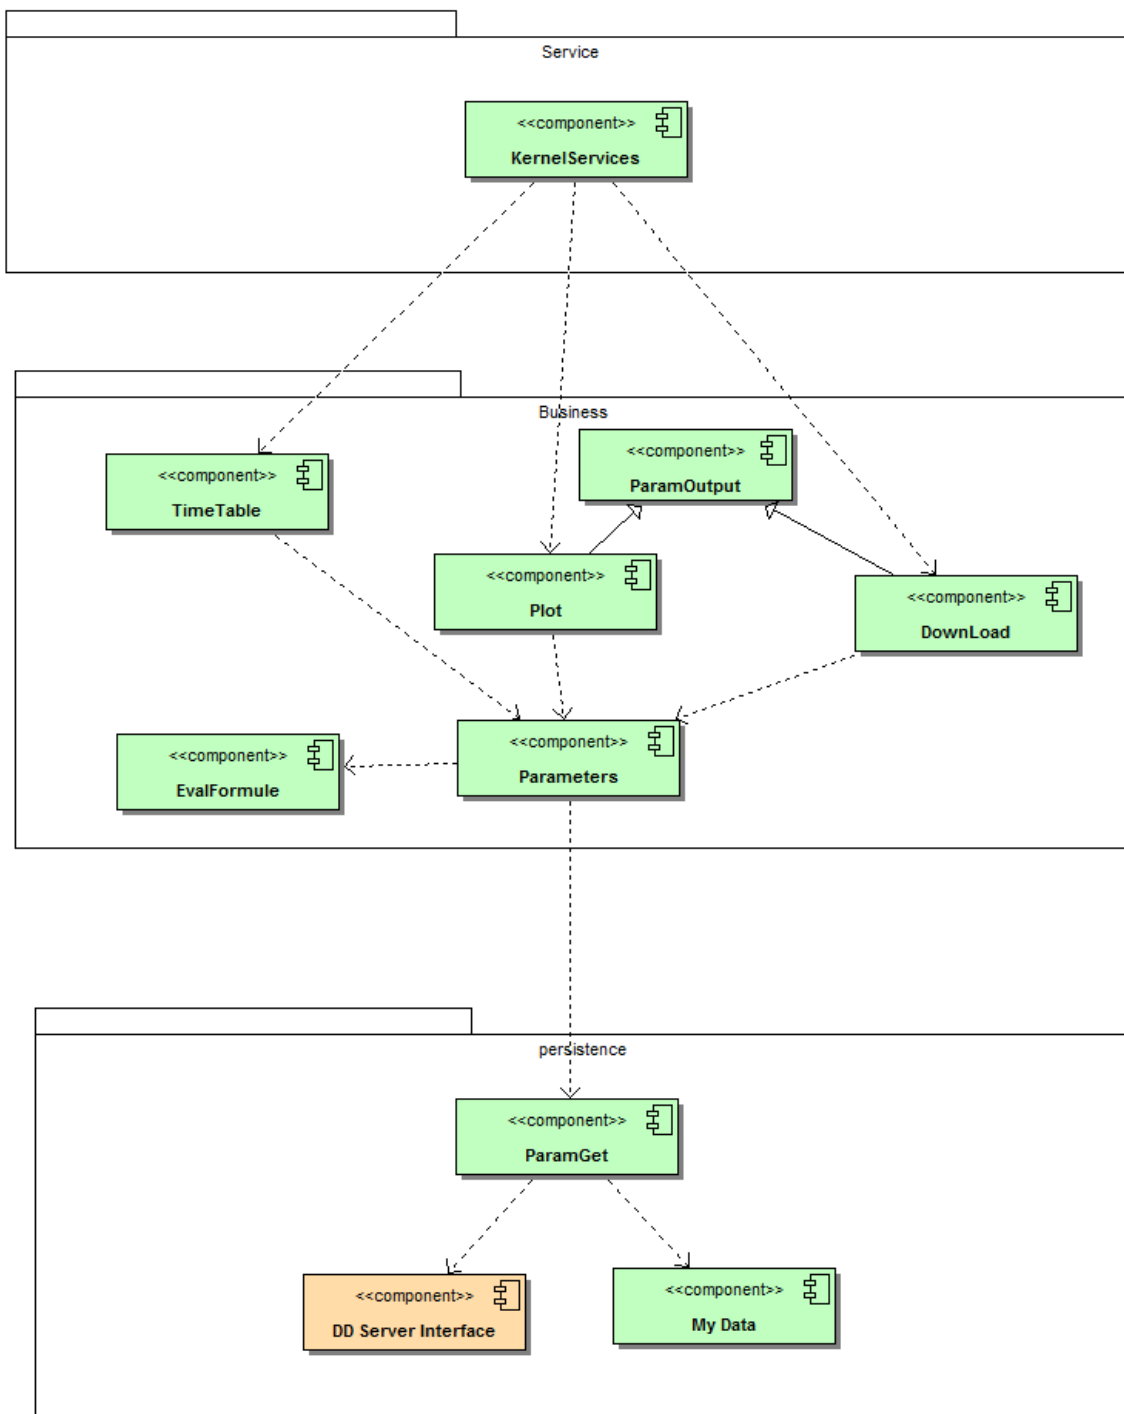 Service
<<component>>
KernelServices
Business
<<component>>
ParamOutput
<<component>>
TimeTable
<<component>>
Plot
<<component>>
DownLoad
<<component>>
Parameters
<<component>>
EvalFormule
persistence
<<component>>
ParamGet
<<component>>
DD Server Interface
<<component>>
My Data